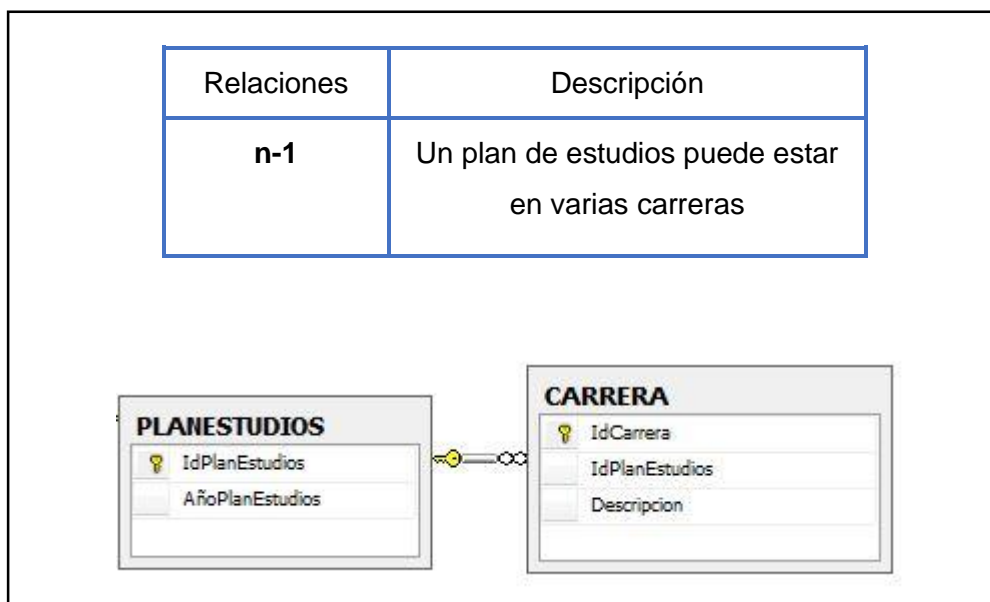 Relaciones
Descripción
n-1
Un plan de estudios puede estar
en varias carreras
PLANESTUDIOS
IdPlanEstudios
AñoPlanEstudios
CARRERA
IdCarrera
IdPlanEstudios
Descripcion